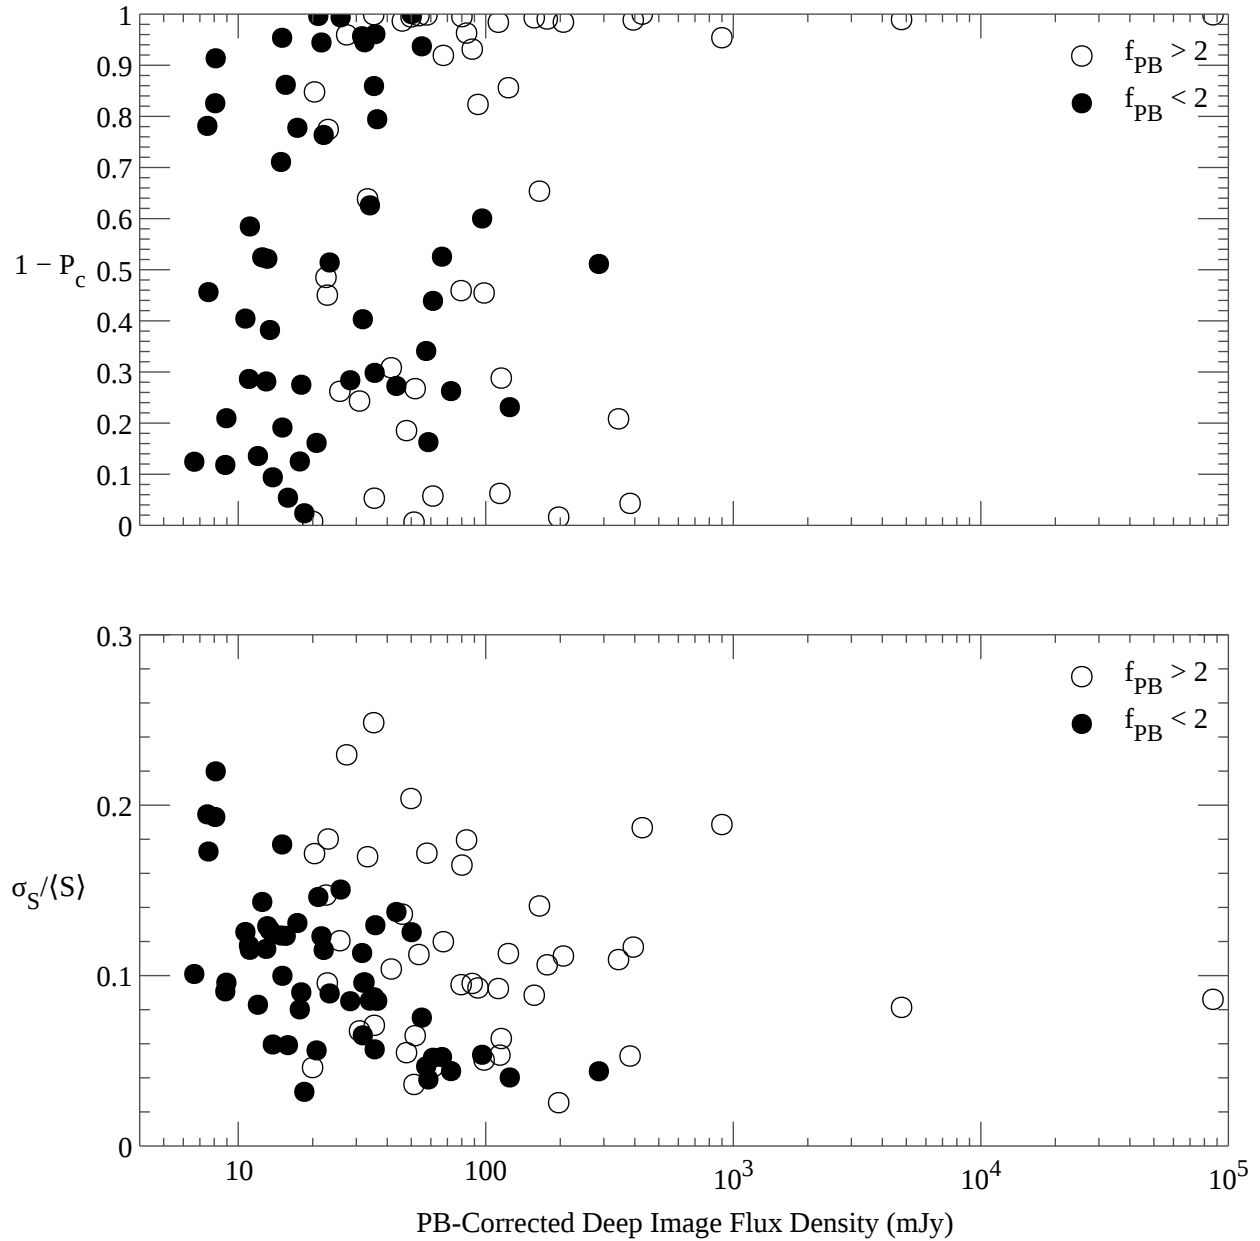 1
0.9
0.8
0.7
0.6
0.5
0.4
0.3
0.2
0.1
0
1 − P_c
f_PB > 2
f_PB < 2
0.3
0.2
0.1
0
σ_S/⟨S⟩
f_PB > 2
f_PB < 2
10 100 10^3 10^4 10^5
PB-Corrected Deep Image Flux Density (mJy)